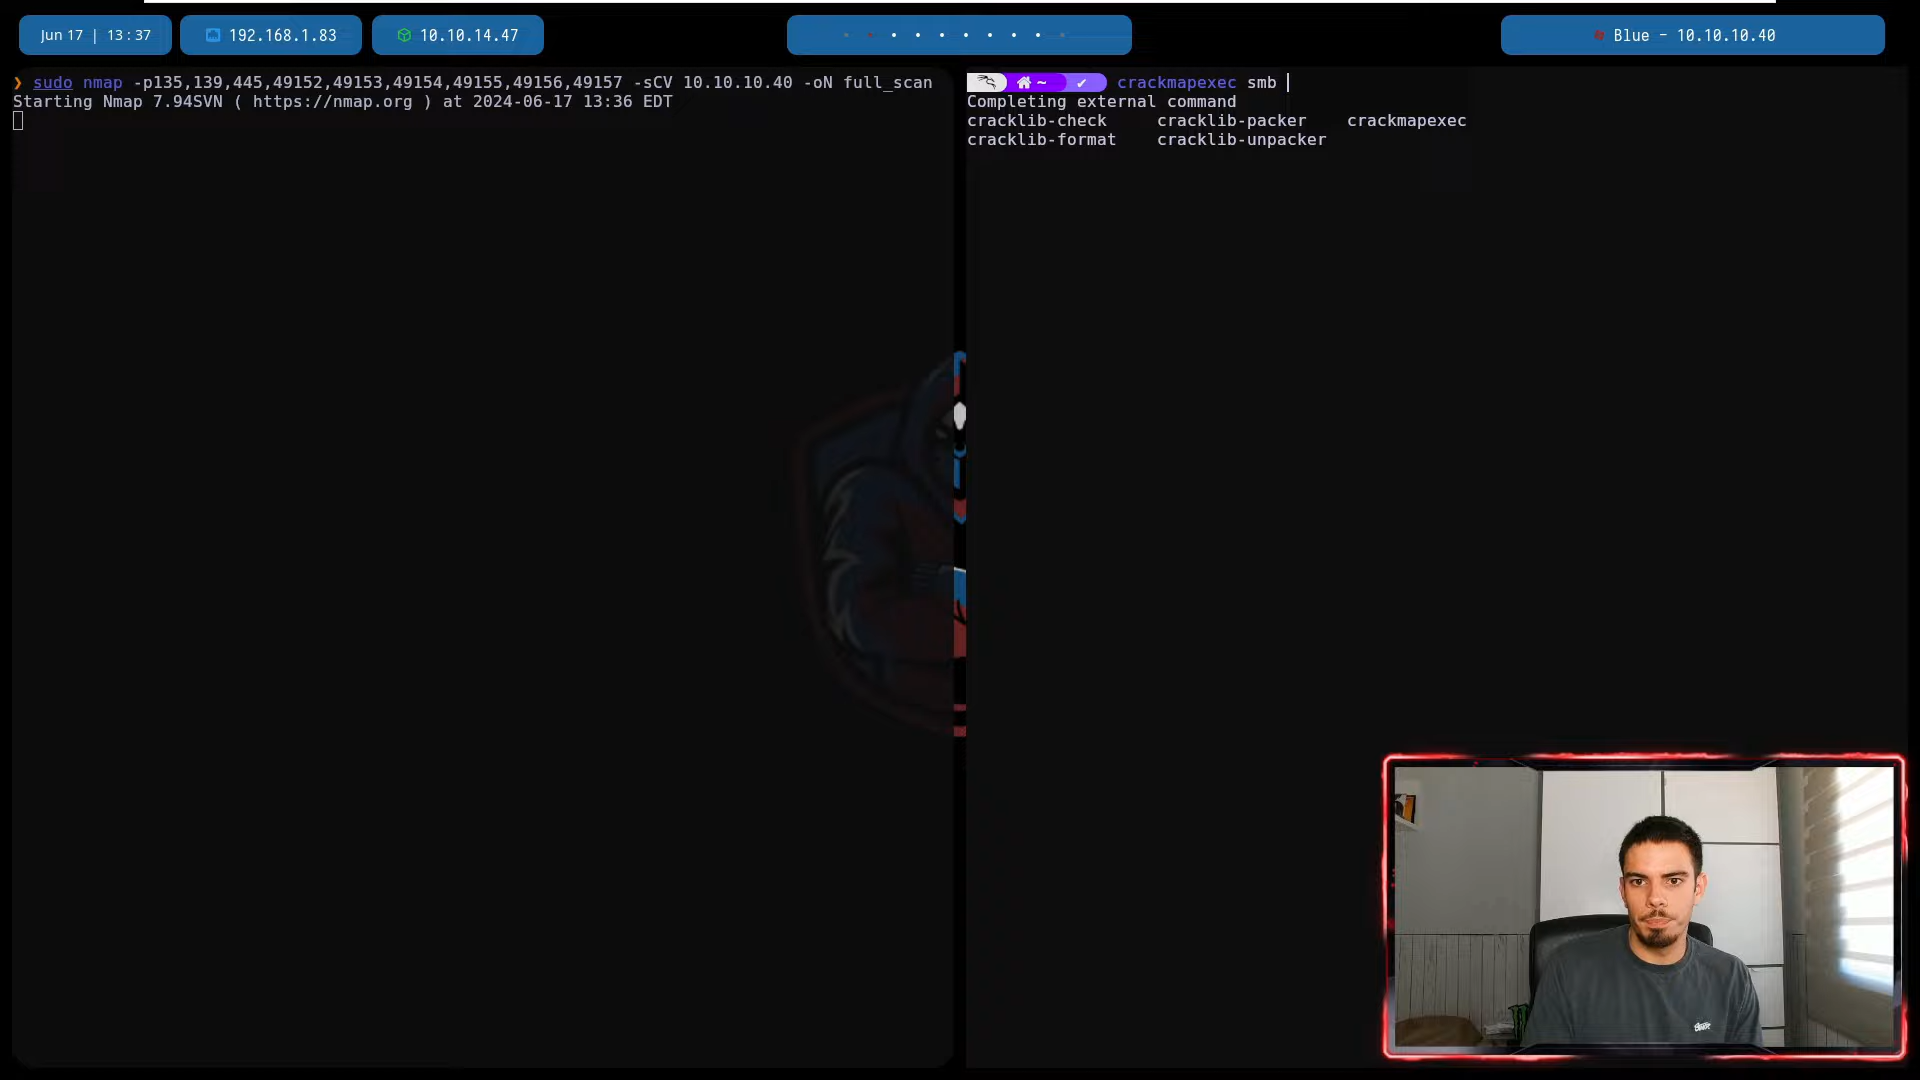 Jun 17 | 13:37
192.168.1.83
10.10.14.47
Blue - 10.10.10.40
❯ sudo nmap -p135,139,445,49152,49153,49154,49155,49156,49157 -sCV 10.10.10.40 -oN full_scan
Starting Nmap 7.94SVN ( https://nmap.org ) at 2024-06-17 13:36 EDT
~ ✓ crackmapexec smb
Completing external command
cracklib-check cracklib-packer crackmapexec
cracklib-format cracklib-unpacker